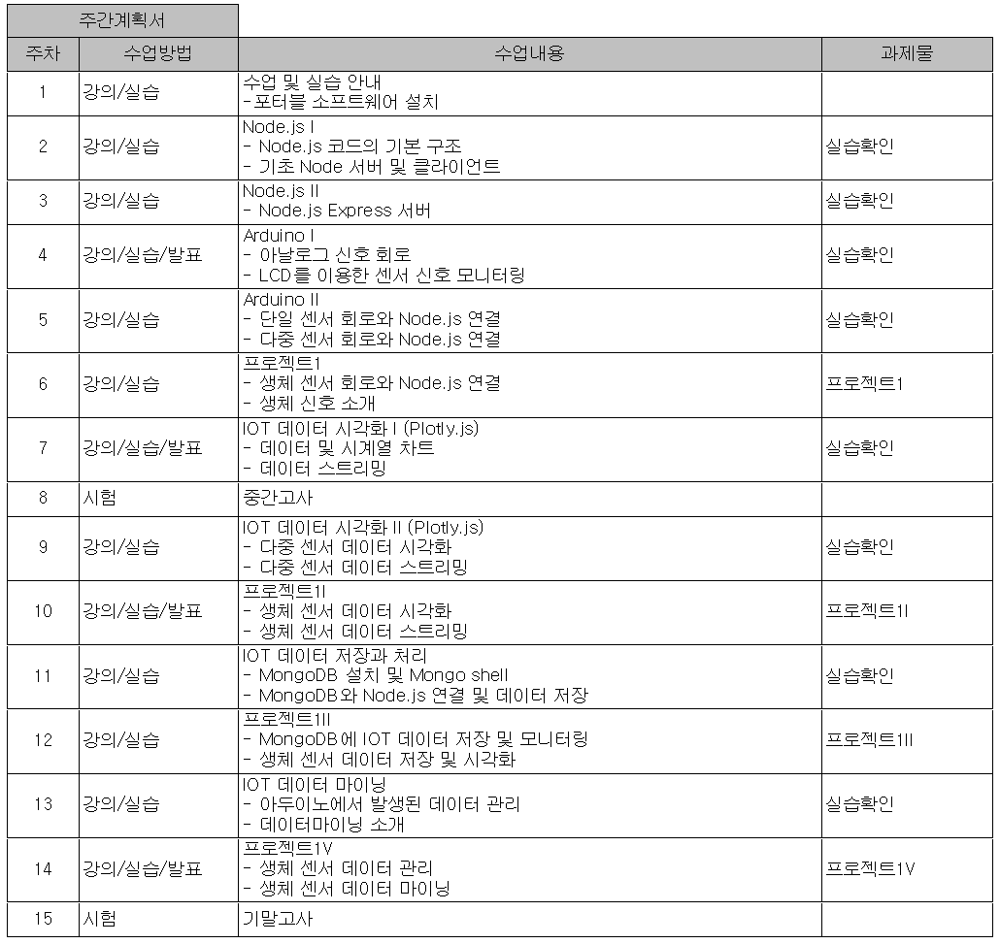 주간계획서
주차 수업방법 수업내용 과제물
1 강의/실습 수업 및 실습 안내
-포터블 소프트웨어 설치
2 강의/실습 Node.js I 실습확인
- Node.js 코드의 기본 구조
- 기초 Node 서버 및 클라이언트
3 강의/실습 Node.js II 실습확인
- Node.js Express 서버
4 강의/실습/발표 Arduino I 실습확인
- 아날로그 신호 회로
- LCD를 이용한 센서 신호 모니터링
5 강의/실습 Arduino II 실습확인
- 단일 센서 회로와 Node.js 연결
- 다중 센서 회로와 Node.js 연결
6 강의/실습 프로젝트1 프로젝트1
- 생체 센서 회로와 Node.js 연결
- 생체 신호 소개
7 강의/실습/발표 IOT 데이터 시각화 I (Plotly.js) 실습확인
- 데이터 및 시계열 차트
- 데이터 스트리밍
8 시험 중간고사
9 강의/실습 IOT 데이터 시각화 II (Plotly.js) 실습확인
- 다중 센서 데이터 시각화
- 다중 센서 데이터 스트리밍
10 강의/실습/발표 프로젝트1I 프로젝트1I
- 생체 센서 데이터 시각화
- 생체 센서 데이터 스트리밍
11 강의/실습 IOT 데이터 저장과 처리 실습확인
- MongoDB 설치 및 Mongo shell
- MongoDB와 Node.js 연결 및 데이터 저장
12 강의/실습 프로젝트1II 프로젝트1II
- MongoDB에 IOT 데이터 저장 및 모니터링
- 생체 센서 데이터 저장 및 시각화
13 강의/실습 IOT 데이터 마이닝 실습확인
- 아두이노에서 발생된 데이터 관리
- 데이터마이닝 소개
14 강의/실습/발표 프로젝트1V 프로젝트1V
- 생체 센서 데이터 관리
- 생체 센서 데이터 마이닝
15 시험 기말고사